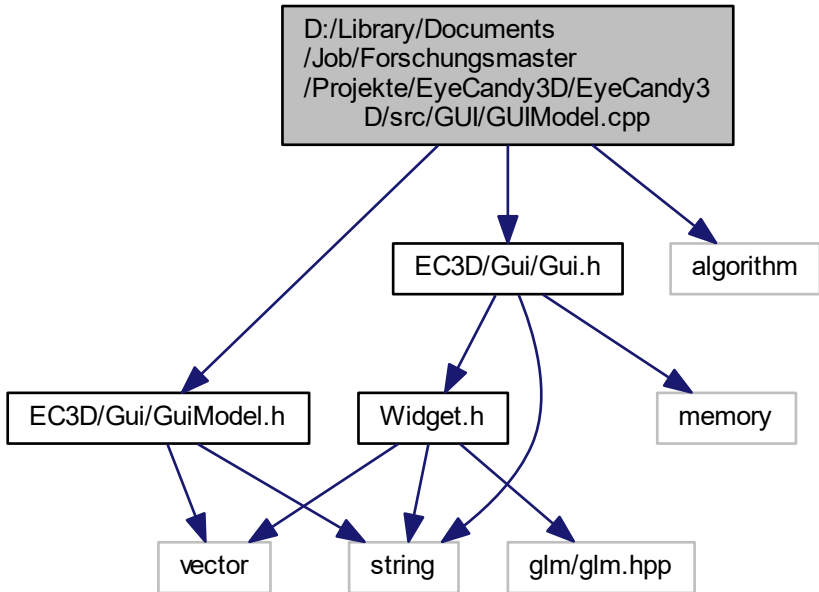 D:/Library/Documents
/Job/Forschungsmaster
/Projekte/EyeCandy3D/EyeCandy3
D/src/GUI/GUIModel.cpp
EC3D/Gui/Gui.h
algorithm
EC3D/Gui/GuiModel.h
Widget.h
memory
vector
string
glm/glm.hpp